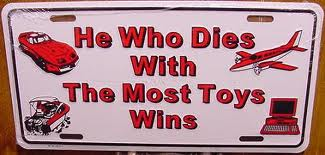 He Who Dies
With
The Most Toys
Wins